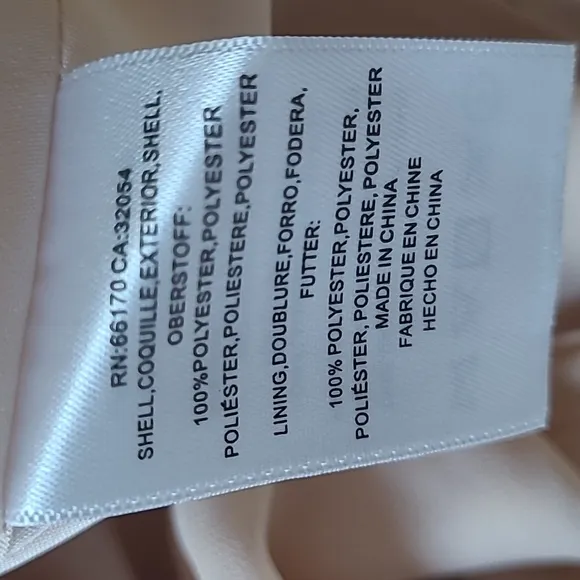 RN:66170 CA:32054
SHELL,COQUILLE,EXTERIOR,SHELL,
OBERSTOFF:
100%POLYESTER,POLYESTER
POLIÉSTER,POLIESTERE,POLYESTER
LINING,DOUBLURE,FORRO,FODERA,
FUTTER:
100% POLYESTER,POLYESTER,
POLIÉSTER, POLIESTERE, POLYESTER
MADE IN CHINA
FABRIQUE EN CHINE
HECHO EN CHINA